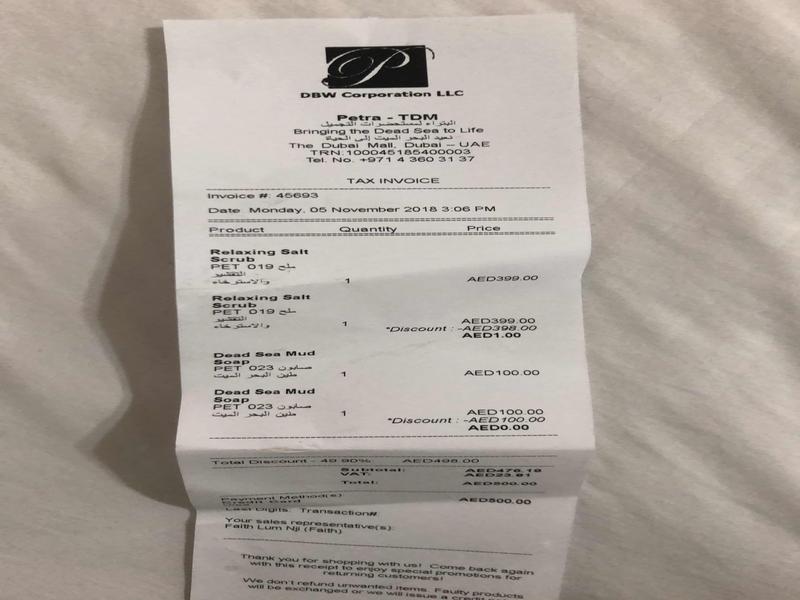 P
DBW Corporation LLC
Petra - TDM
البتراء لمستحضرات التجميل
Bringing the Dead Sea to Life
نعيد البحر الميت إلى الحياة
The Dubai Mall, Dubai -- UAE
TRN:100045185400003
Tel. No. +971 4 360 31 37
TAX INVOICE
Invoice #: 45693
Date Monday, 05 November 2018 3:06 PM
Product Quantity Price
Relaxing Salt
Scrub
PET 019 ملح
التقشير
والاسترخاء 1 AED399.00
Relaxing Salt
Scrub
PET 019 ملح
التقشير
والاسترخاء 1 AED399.00
*Discount : -AED398.00
AED1.00
Dead Sea Mud
Soap
PET 023 صابون
طين البحر الميت 1 AED100.00
Dead Sea Mud
Soap
PET 023 صابون
طين البحر الميت 1 AED100.00
*Discount : -AED100.00
AED0.00
Total Discount - 49.90%: AED498.00
Subtotal: AED476.19
VAT: AED23.81
Total: AED500.00
Payment Method(s)
Credit Card AED500.00
Last Digits: Transaction#
Your sales representative(s):
Faith Lum Nji (Faith)
Thank you for shopping with us! Come back again
with this receipt to enjoy special promotions for
returning customers!
We don't refund unwanted items. Faulty products
will be exchanged or we will issue a credit